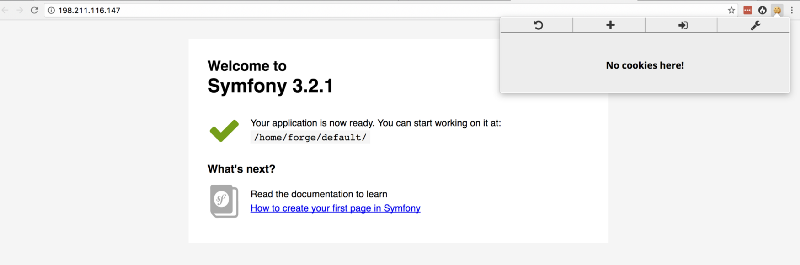 198.211.116.147
No cookies here!
Welcome to
Symfony 3.2.1
Your application is now ready. You can start working on it at:
/home/forge/default/
What's next?
Read the documentation to learn
How to create your first page in Symfony